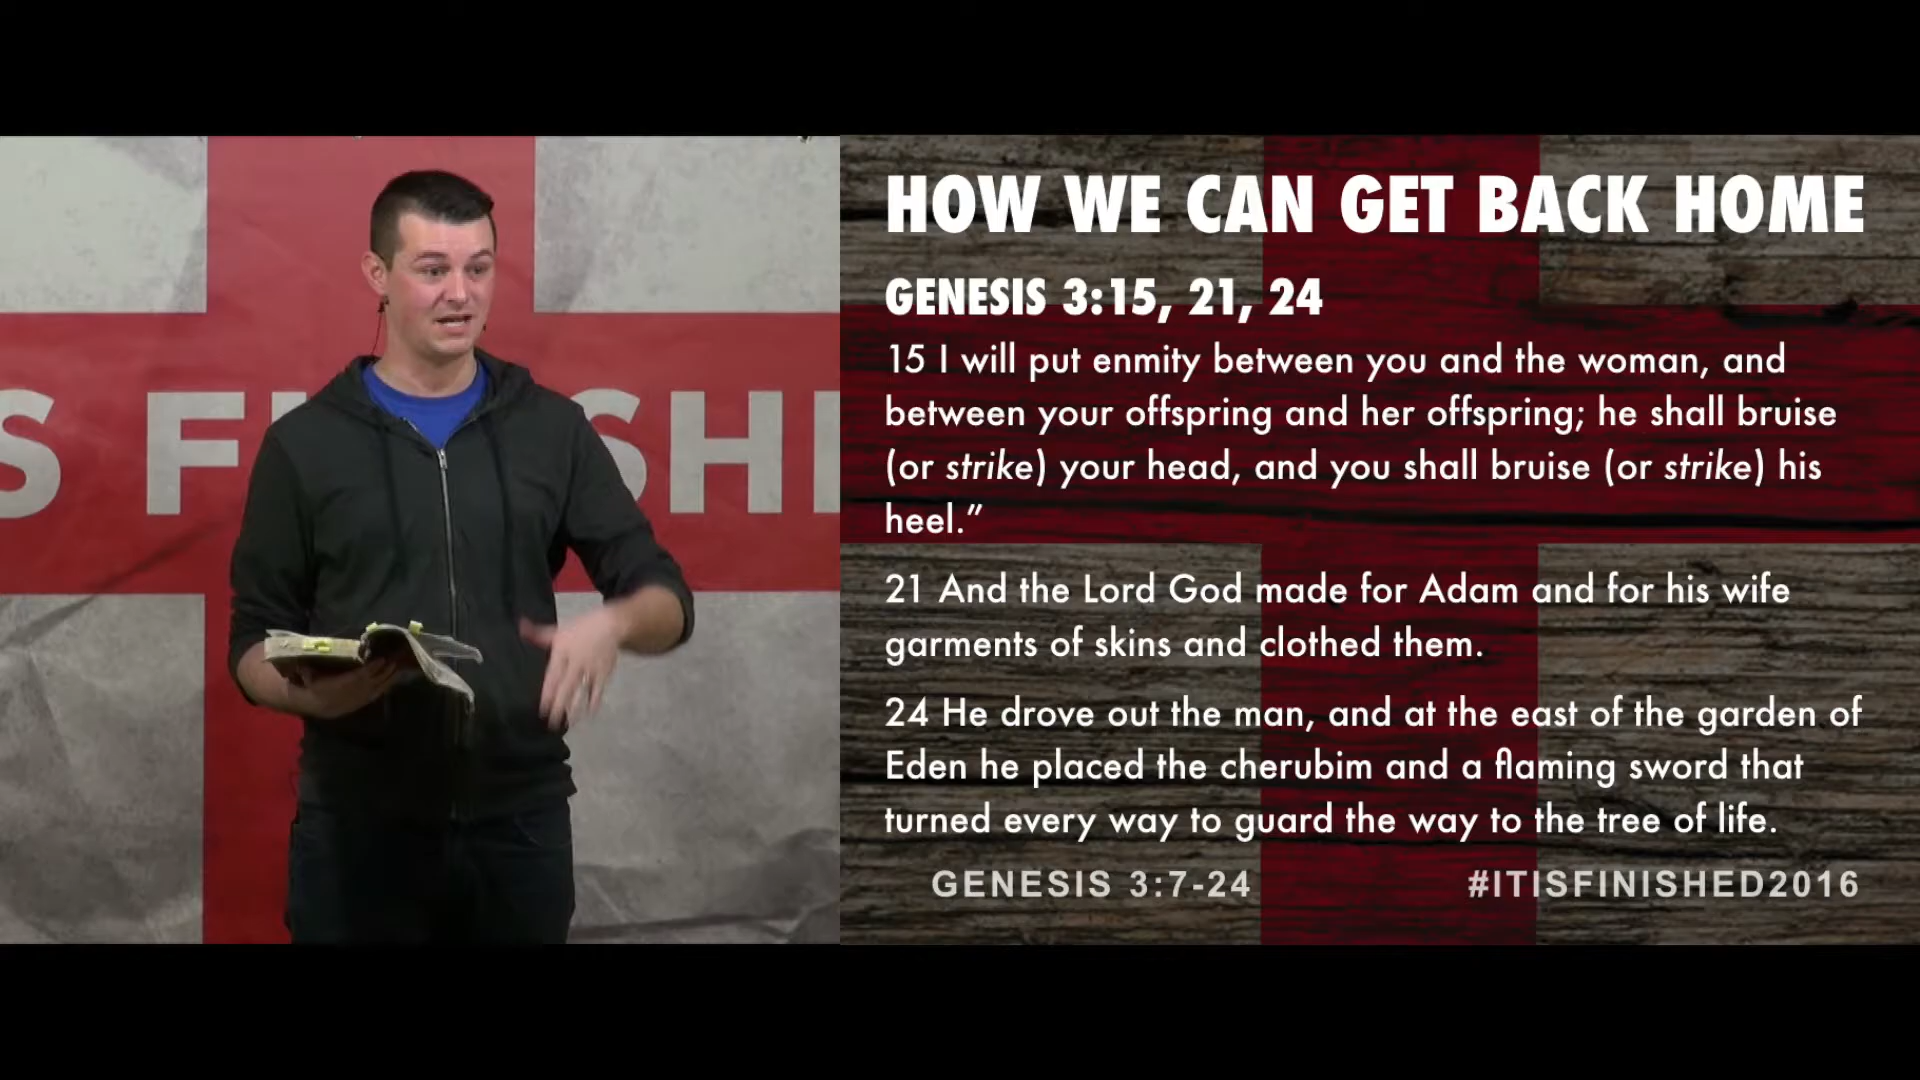 S F SHI
HOW WE CAN GET BACK HOME
GENESIS 3:15, 21, 24
15 I will put enmity between you and the woman, and
between your offspring and her offspring; he shall bruise
(or strike) your head, and you shall bruise (or strike) his
heel.”
21 And the Lord God made for Adam and for his wife
garments of skins and clothed them.
24 He drove out the man, and at the east of the garden of
Eden he placed the cherubim and a flaming sword that
turned every way to guard the way to the tree of life.
GENESIS 3:7-24 #ITISFINISHED2016